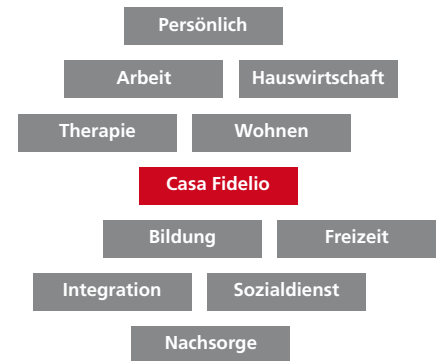 Persönlich
Arbeit Hauswirtschaft
Therapie Wohnen
Casa Fidelio
Bildung Freizeit
Integration Sozialdienst
Nachsorge